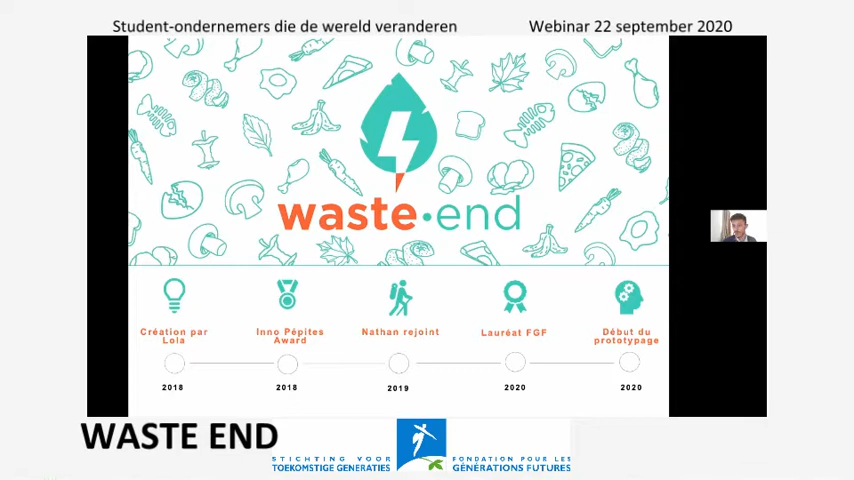 Student-ondernemers die de wereld veranderen
Webinar 22 september 2020
waste·end
Création par
Lola
Inno Pépites
Award
Nathan rejoint
Lauréat FGF
Début du
prototypage
2018
2018
2019
2020
2020
WASTE END
STICHTING VOOR
TOEKOMSTIGE GENERATIES
FONDATION POUR LES
GÉNÉRATIONS FUTURES